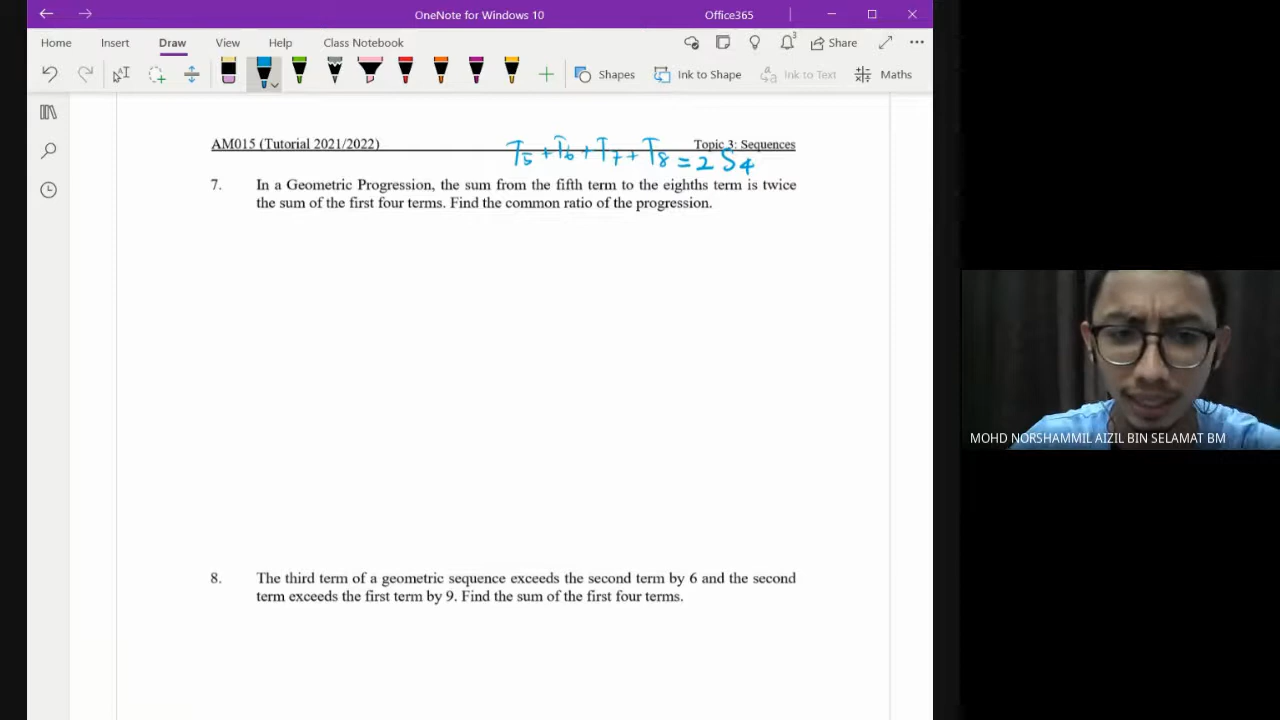 OneNote for Windows 10
Office365
Home Insert Draw View Help Class Notebook
Share
Shapes Ink to Shape Ink to Text Maths
AM015 (Tutorial 2021/2022)
Topic 3: Sequences
T5 + T6 + T7 + T8 = 2 S4
7. In a Geometric Progression, the sum from the fifth term to the eighths term is twice
the sum of the first four terms. Find the common ratio of the progression.
MOHD NORSHAMMIL AIZIL BIN SELAMAT BM
8. The third term of a geometric sequence exceeds the second term by 6 and the second
term exceeds the first term by 9. Find the sum of the first four terms.